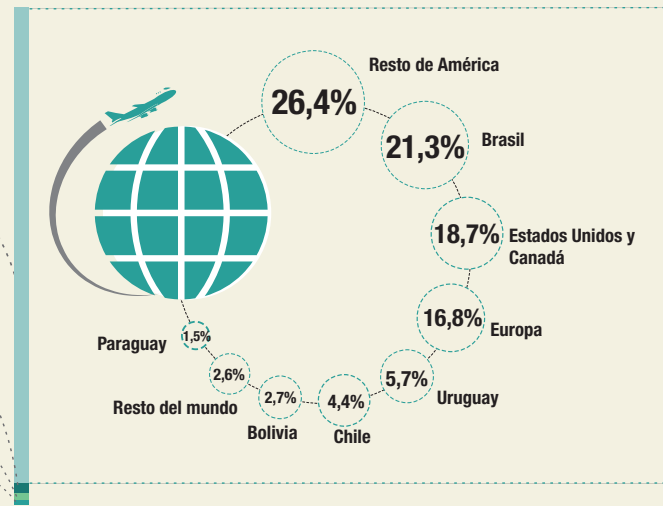 Resto de América
26,4%
21,3%
Brasil
18,7%
Estados Unidos y
Canadá
16,8%
Europa
5,7%
Uruguay
4,4%
Chile
2,7%
Bolivia
2,6%
Resto del mundo
1,5%
Paraguay